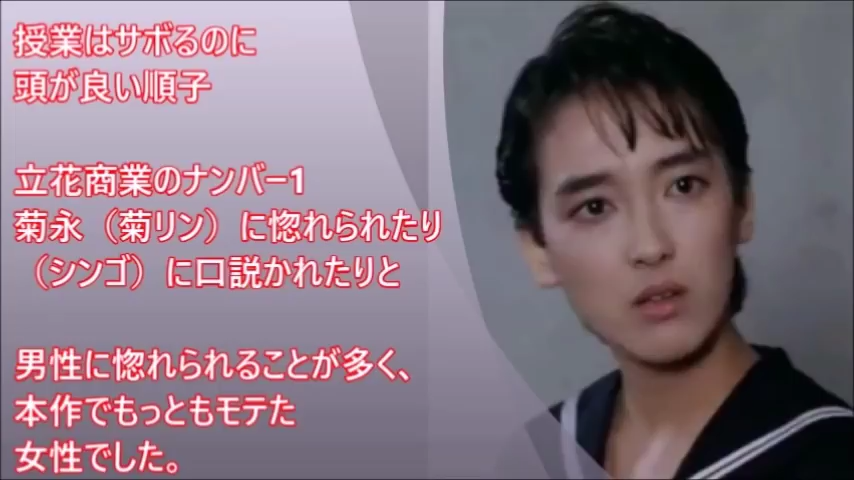 授業はサボるのに
頭が良い順子
立花商業のナンバー1
菊永（菊リン）に惚れられたり
（シンゴ）に口説かれたりと
男性に惚れられることが多く、
本作でもっともモテた
女性でした。